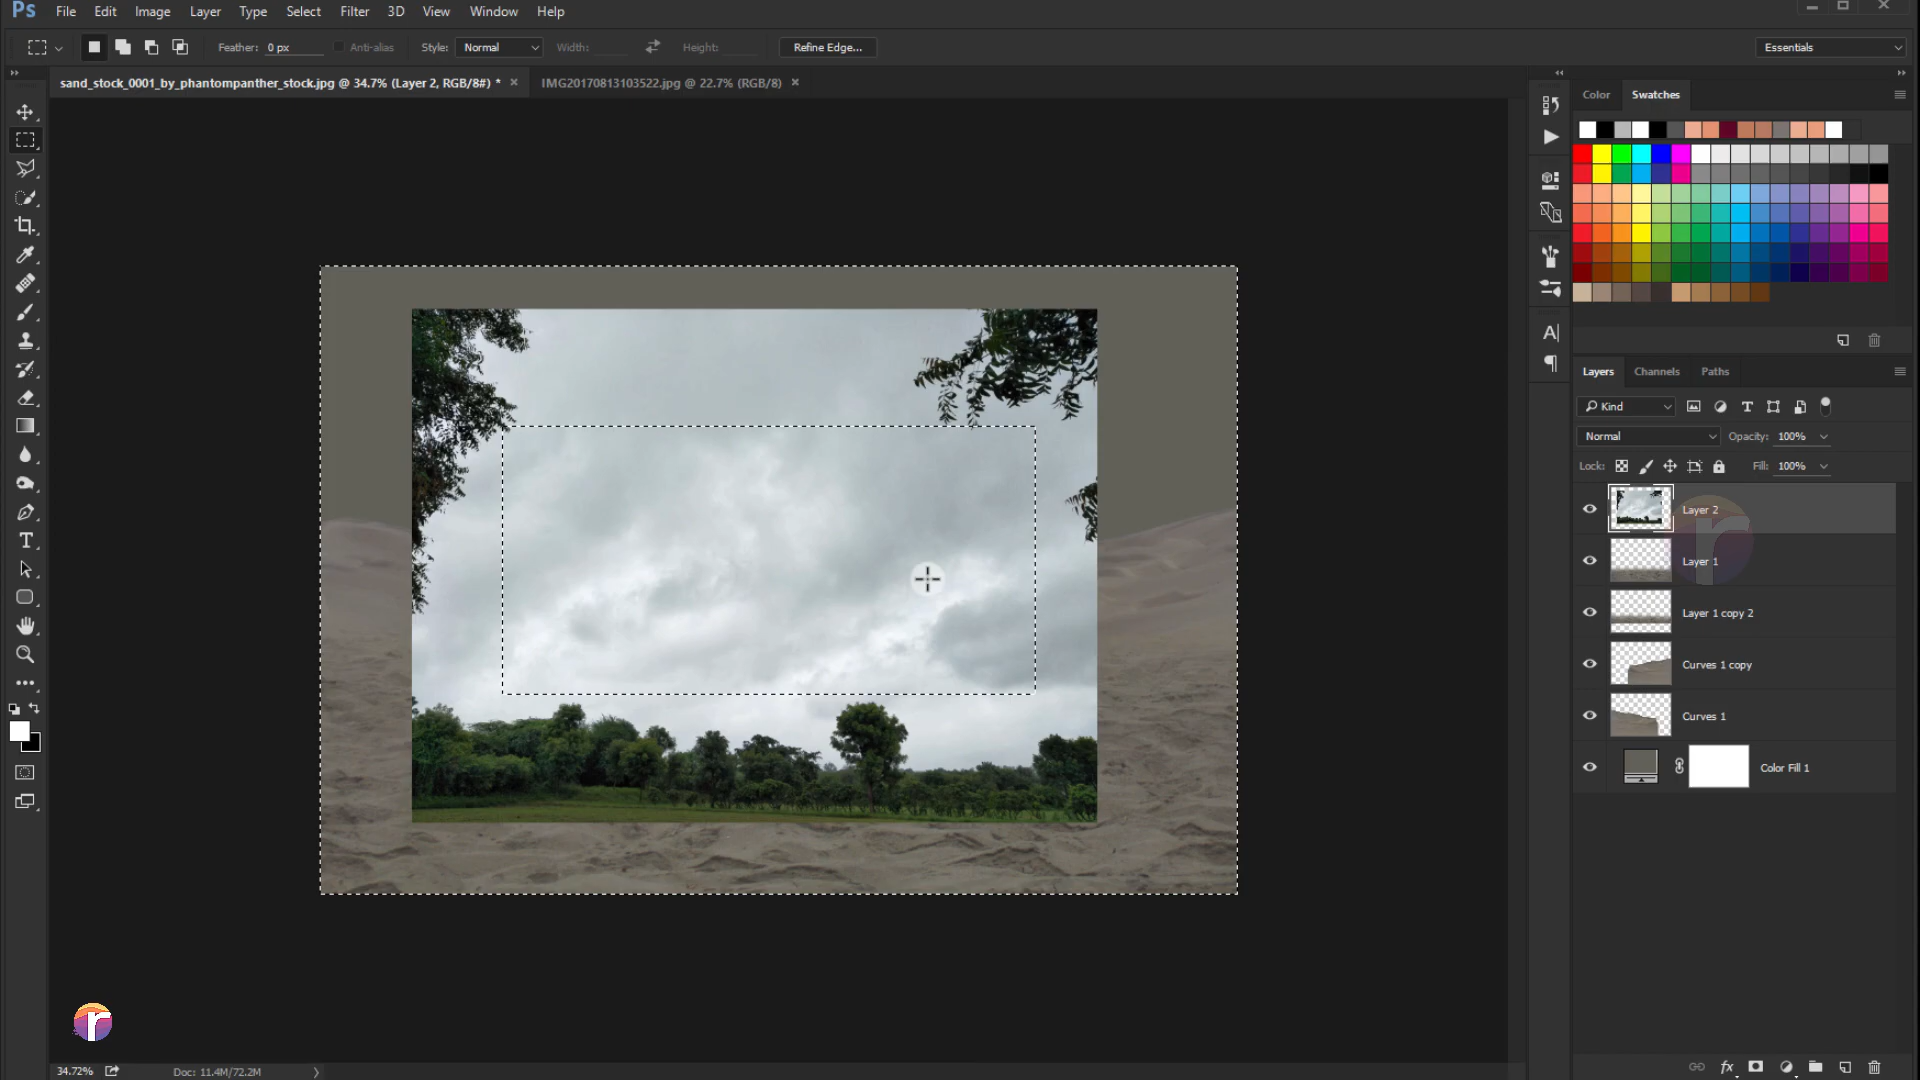 Ps File Edit Image Layer Type Select Filter 3D View Window Help
Feather: 0 px Anti-alias Style: Normal Width: Height: Refine Edge... Essentials
sand_stock_0001_by_phantompanther_stock.jpg @ 34.7% (Layer 2, RGB/8#) * × IMG20170813103522.jpg @ 22.7% (RGB/8) ×
Color Swatches
Layers Channels Paths
Kind
Normal Opacity: 100%
Lock: Fill: 100%
Layer 2
Layer 1
Layer 1 copy 2
Curves 1 copy
Curves 1
Color Fill 1
r
34.72% Doc: 11.4M/72.2M
fx